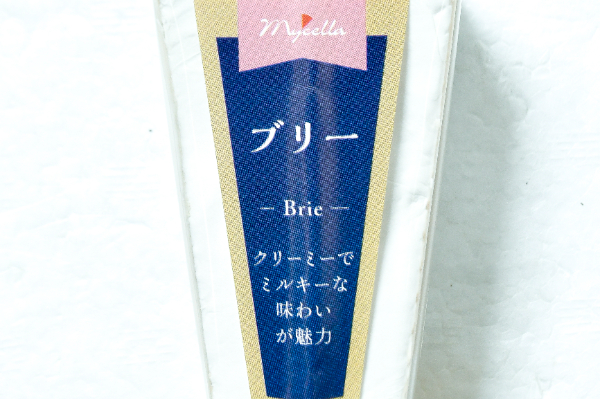 Mycella
ブリー
— Brie —
クリーミーで
ミルキーな
味わい
が魅力